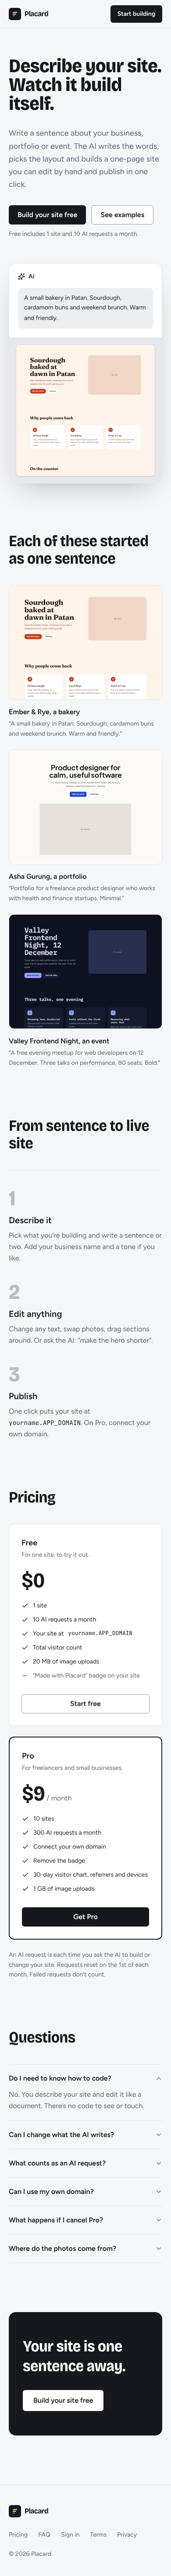 Placard
Start building
Describe your site.
Watch it build
itself.
Write a sentence about your business,
portfolio or event. The AI writes the words,
picks the layout and builds a one-page site
you can edit by hand and publish in one
click.
Build your site free
See examples
Free includes 1 site and 10 AI requests a month.
AI
A small bakery in Patan. Sourdough,
cardamom buns and weekend brunch. Warm
and friendly.
Sourdough
baked at
dawn in Patan
Why people come back
On the counter
Each of these started
as one sentence
Sourdough
baked at
dawn in Patan
Why people come back
Ember & Rye, a bakery
“A small bakery in Patan. Sourdough, cardamom buns
and weekend brunch. Warm and friendly.”
Product designer for
calm, useful software
Asha Gurung, a portfolio
“Portfolio for a freelance product designer who works
with health and finance startups. Minimal.”
Valley
Frontend
Night, 12
December
Three talks, one evening
Valley Frontend Night, an event
“A free evening meetup for web developers on 12
December. Three talks on performance, 80 seats. Bold.”
From sentence to live
site
1
Describe it
Pick what you’re building and write a sentence or
two. Add your business name and a tone if you
like.
2
Edit anything
Change any text, swap photos, drag sections
around. Or ask the AI: “make the hero shorter”.
3
Publish
One click puts your site at
yourname.APP_DOMAIN. On Pro, connect your
own domain.
Pricing
Free
For one site, to try it out.
$0
1 site
10 AI requests a month
Your site at yourname.APP_DOMAIN
Total visitor count
20 MB of image uploads
“Made with Placard” badge on your site
Start free
Pro
For freelancers and small businesses.
$9 / month
10 sites
300 AI requests a month
Connect your own domain
Remove the badge
30-day visitor chart, referrers and devices
1 GB of image uploads
Get Pro
An AI request is each time you ask the AI to build or
change your site. Requests reset on the 1st of each
month. Failed requests don’t count.
Questions
Do I need to know how to code?
No. You describe your site and edit it like a
document. There’s no code to see or touch.
Can I change what the AI writes?
What counts as an AI request?
Can I use my own domain?
What happens if I cancel Pro?
Where do the photos come from?
Your site is one
sentence away.
Build your site free
Placard
Pricing
FAQ
Sign in
Terms
Privacy
© 2026 Placard